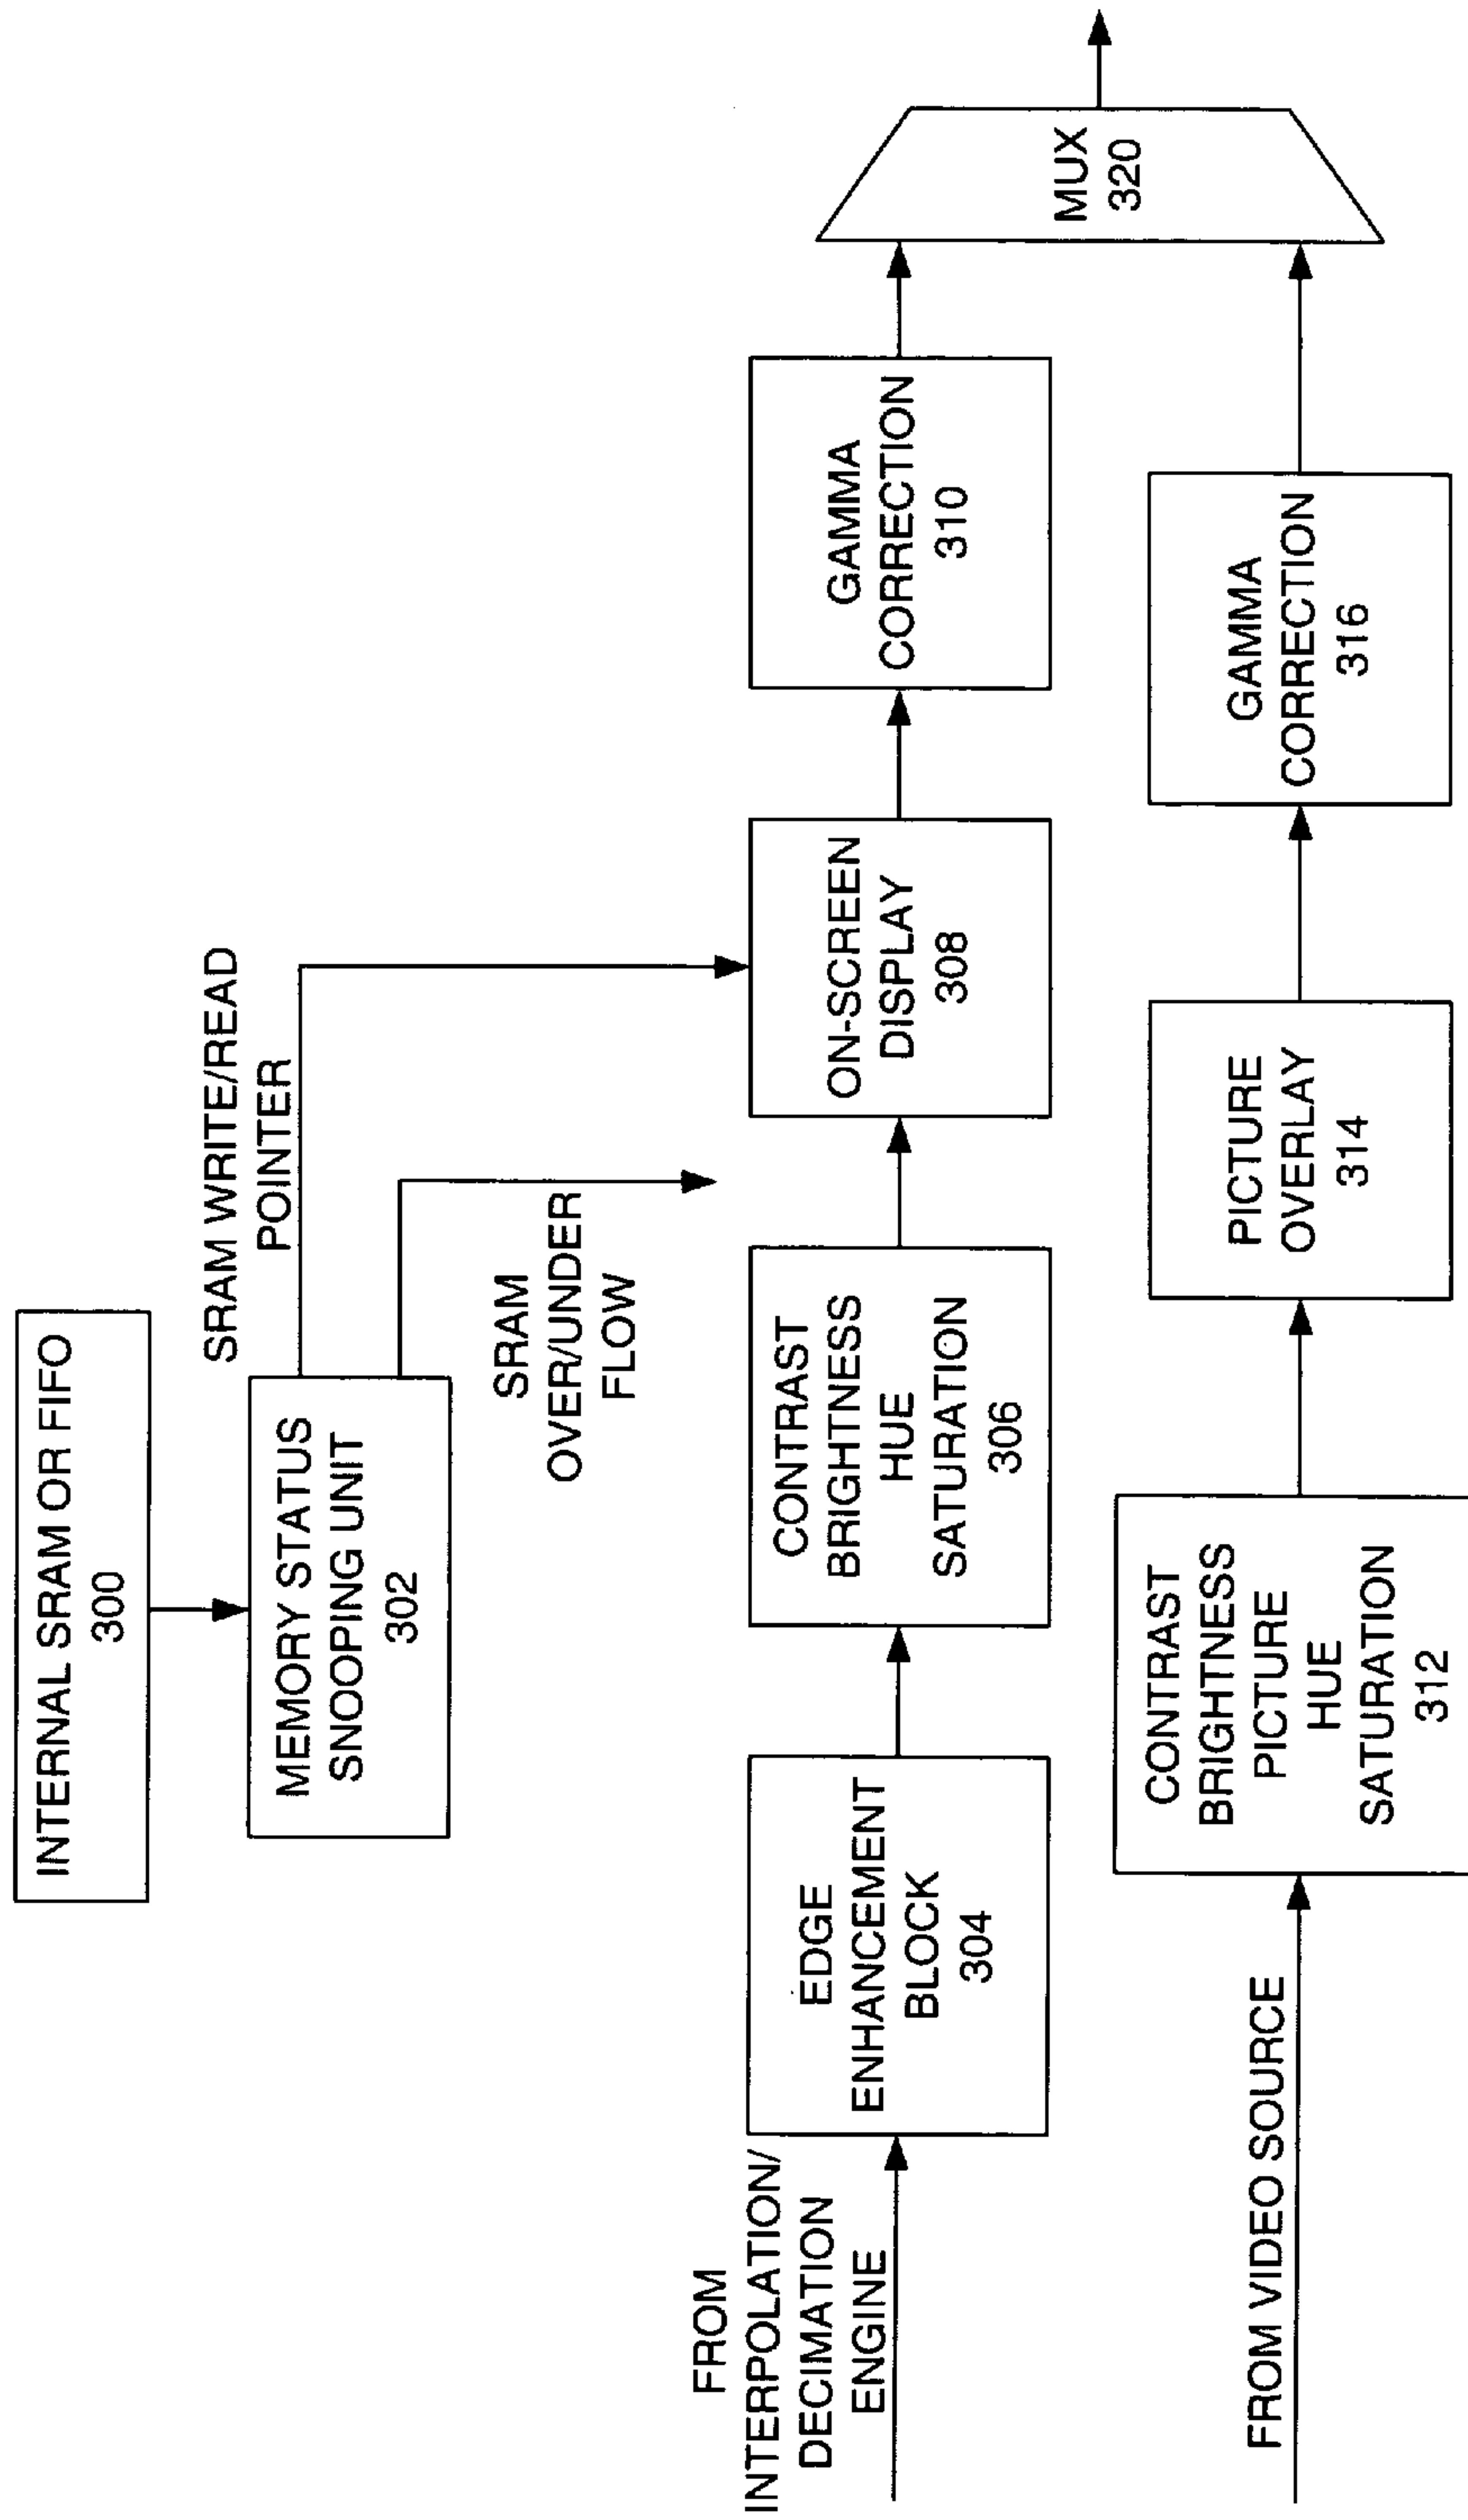 INTERNAL SRAM OR FIFO
300
MEMORY STATUS
SNOOPING UNIT
302
SRAM WRITE/READ
POINTER
SRAM
OVER/UNDER
FLOW
FROM
INTERPOLATION/
DECIMATION
ENGINE
EDGE
ENHANCEMENT
BLOCK
304
CONTRAST
BRIGHTNESS
HUE
SATURATION
306
ON-SCREEN
DISPLAY
308
GAMMA
CORRECTION
310
MUX
320
FROM VIDEO SOURCE
CONTRAST
BRIGHTNESS
PICTURE
HUE
SATURATION
312
PICTURE
OVERLAY
314
GAMMA
CORRECTION
316